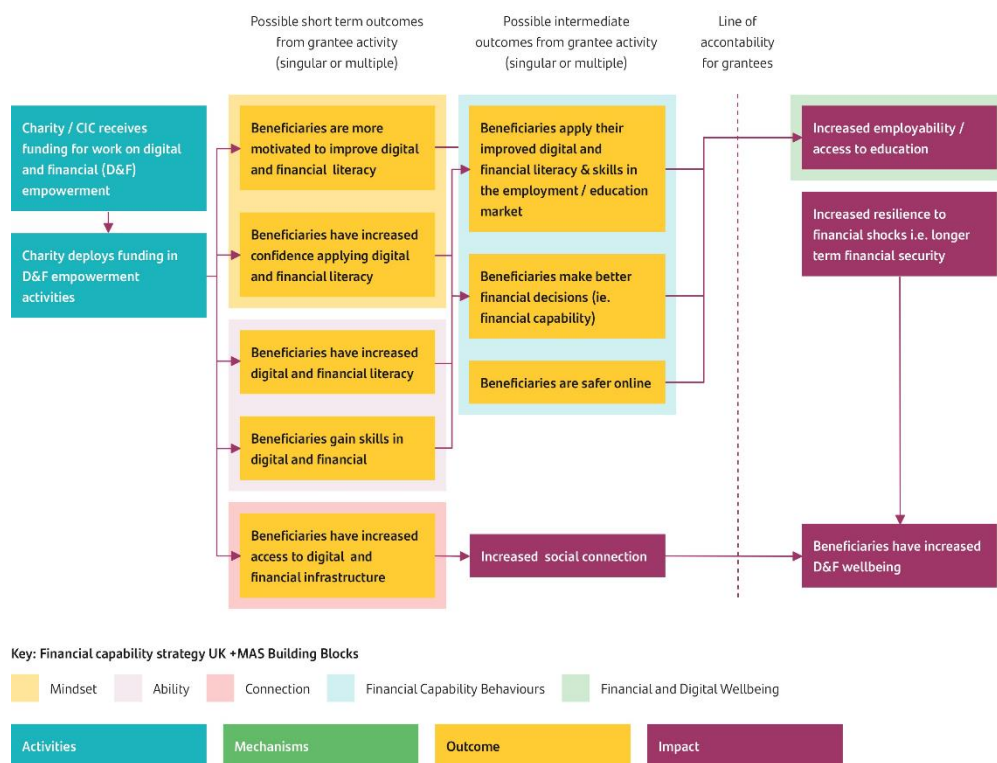 Possible short term outcomes
from grantee activity
(singular or multiple)
Possible intermediate
outcomes from grantee activity
(singular or multiple)
Line of
accontability
for grantees
Charity / CIC receives
funding for work on digital
and financial (D&F)
empowerment
Charity deploys funding in
D&F empowerment
activities
Beneficiaries are more
motivated to improve digital
and financial literacy
Beneficiaries have increased
confidence applying digital
and financial literacy
Beneficiaries have increased
digital and financial literacy
Beneficiaries gain skills in
digital and financial
Beneficiaries have increased
access to digital and
financial infrastructure
Beneficiaries apply their
improved digital and
financial literacy & skills in
the employment / education
market
Beneficiaries make better
financial decisions (ie.
financial capability)
Beneficiaries are safer online
Increased social connection
Increased employability /
access to education
Increased resilience to
financial shocks i.e. longer
term financial security
Beneficiaries have increased
D&F wellbeing
Key: Financial capability strategy UK +MAS Building Blocks
Mindset
Ability
Connection
Financial Capability Behaviours
Financial and Digital Wellbeing
Activities
Mechanisms
Outcome
Impact